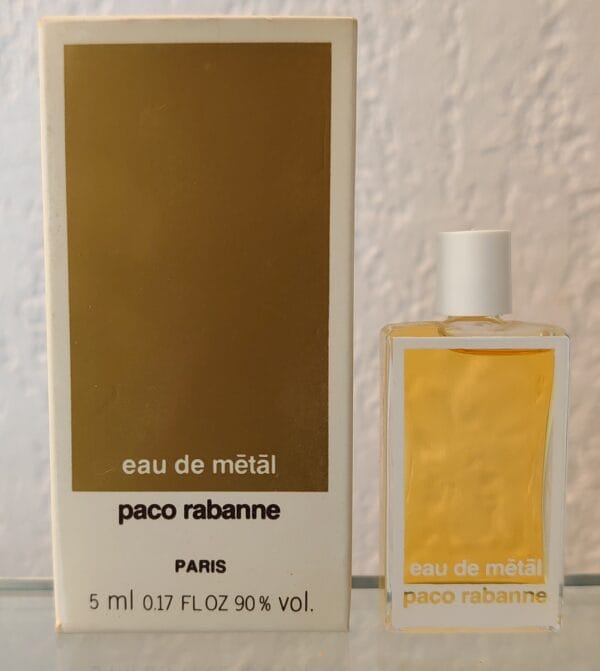 eau de mētāl
paco rabanne
PARIS
5 ml 0.17 FL OZ 90% vol.
eau de mētāl
paco rabanne